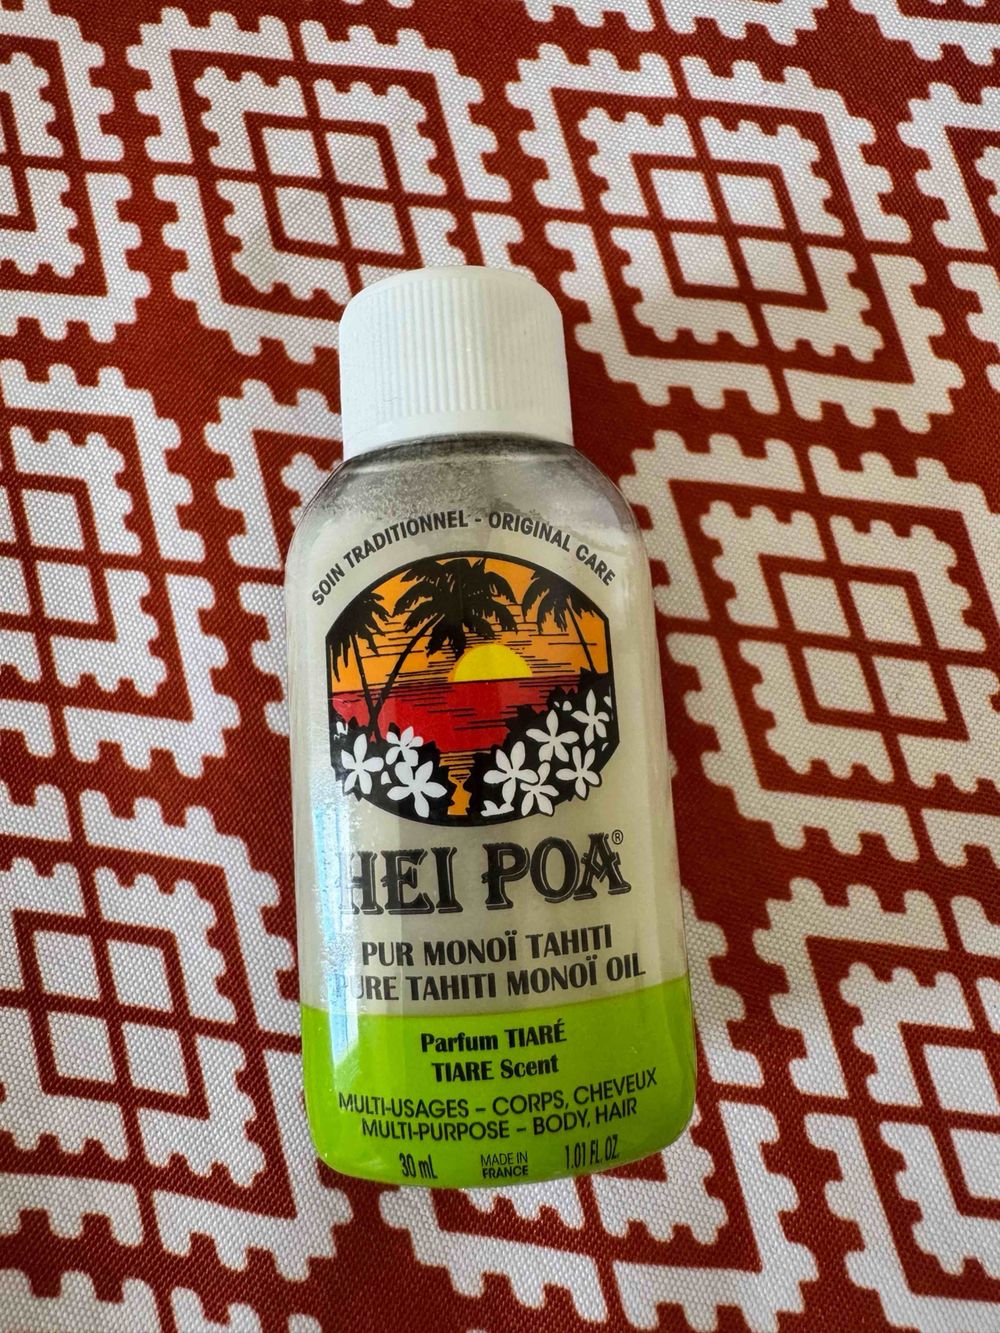 SOIN TRADITIONNEL - ORIGINAL CARE
HEI POA®
PUR MONOÏ TAHITI
PURE TAHITI MONOÏ OIL
Parfum TIARÉ
TIARE Scent
MULTI-USAGES – CORPS, CHEVEUX
MULTI-PURPOSE – BODY, HAIR
30 mL MADE IN FRANCE 1.01 FL. OZ.